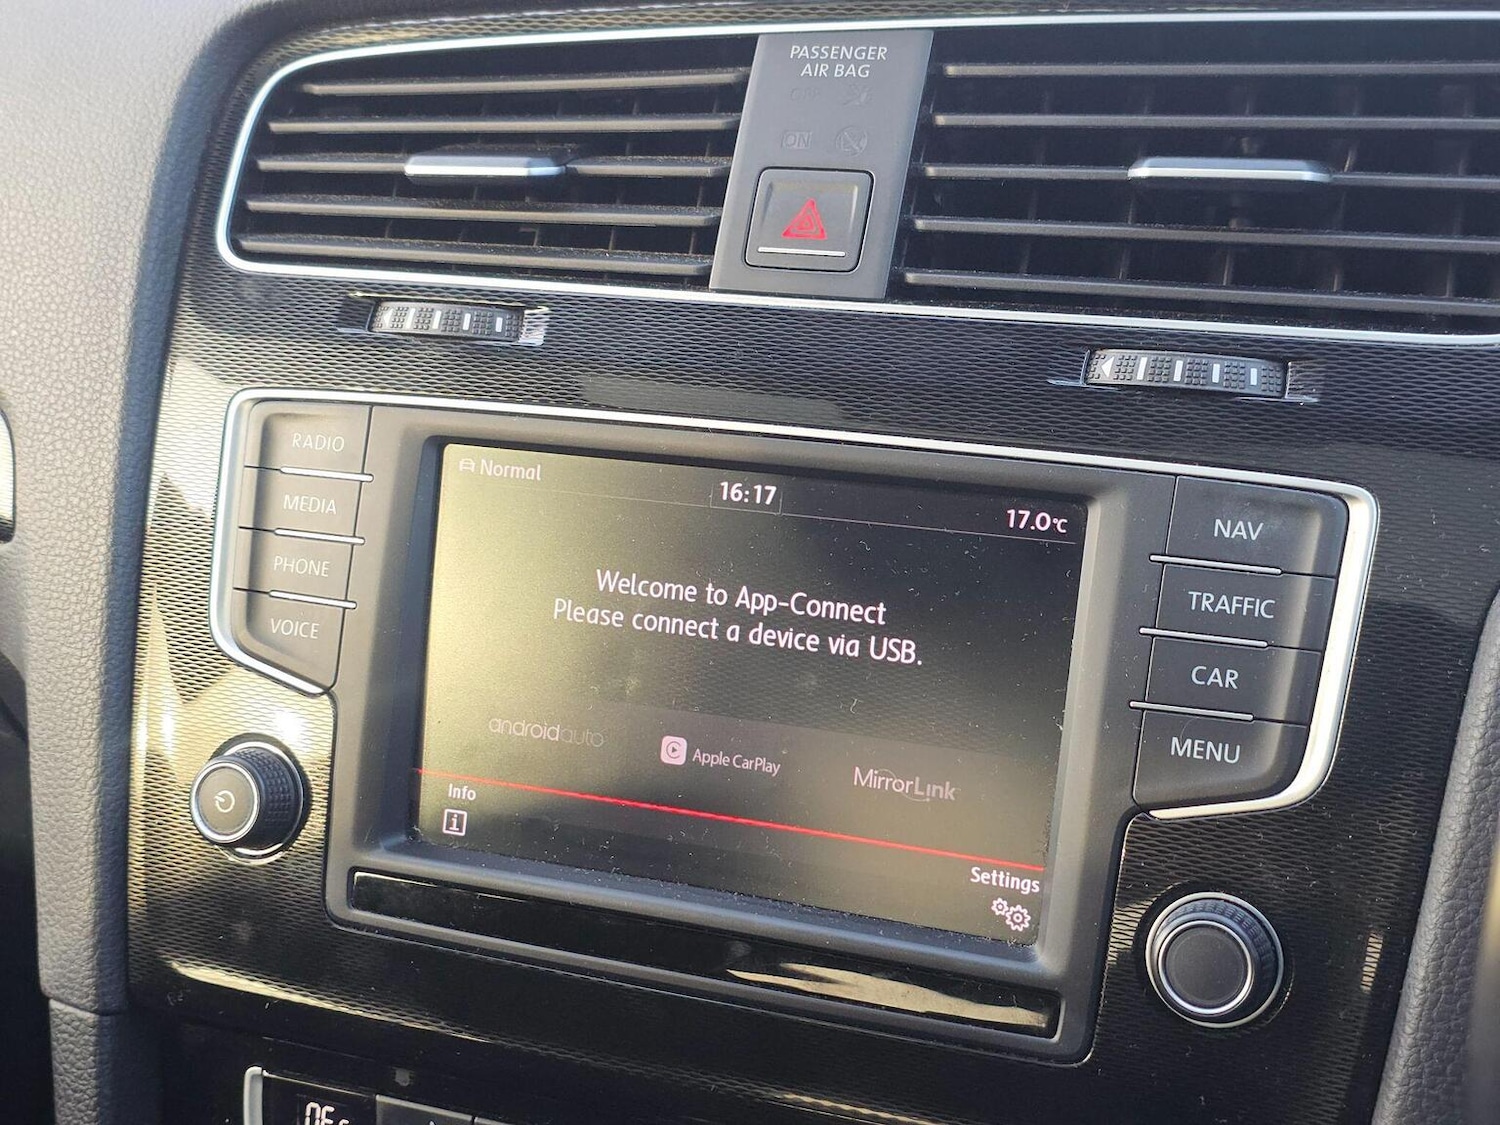 PASSENGER
AIR BAG
OFF
ON
RADIO
MEDIA
PHONE
VOICE
Normal
16:17
17.0°C
Welcome to App-Connect
Please connect a device via USB.
androidauto
Apple CarPlay
MirrorLink
Info
i
Settings
NAV
TRAFFIC
CAR
MENU